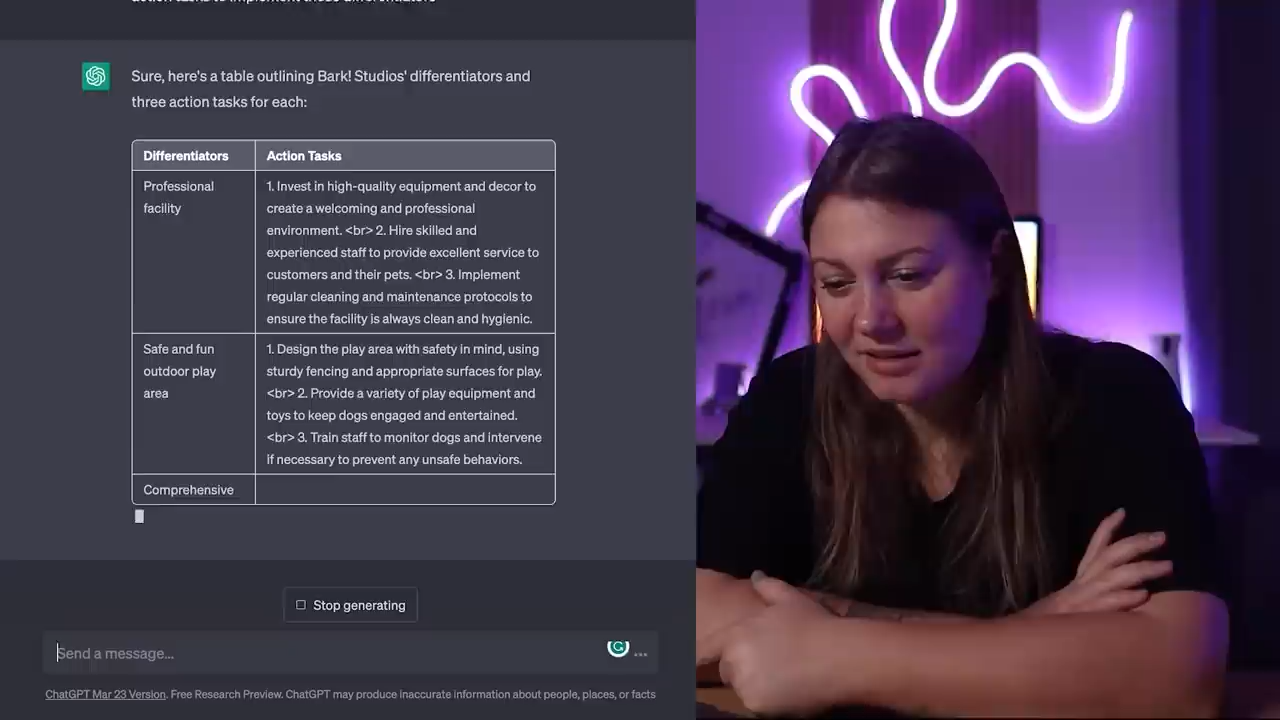 Sure, here's a table outlining Bark! Studios' differentiators and
three action tasks for each:
Differentiators
Action Tasks
Professional
facility
1. Invest in high-quality equipment and decor to
create a welcoming and professional
environment. <br> 2. Hire skilled and
experienced staff to provide excellent service to
customers and their pets. <br> 3. Implement
regular cleaning and maintenance protocols to
ensure the facility is always clean and hygienic.
Safe and fun
outdoor play
area
1. Design the play area with safety in mind, using
sturdy fencing and appropriate surfaces for play.
<br> 2. Provide a variety of play equipment and
toys to keep dogs engaged and entertained.
<br> 3. Train staff to monitor dogs and intervene
if necessary to prevent any unsafe behaviors.
Comprehensive
Stop generating
Send a message...
ChatGPT Mar 23 Version. Free Research Preview. ChatGPT may produce inaccurate information about people, places, or facts